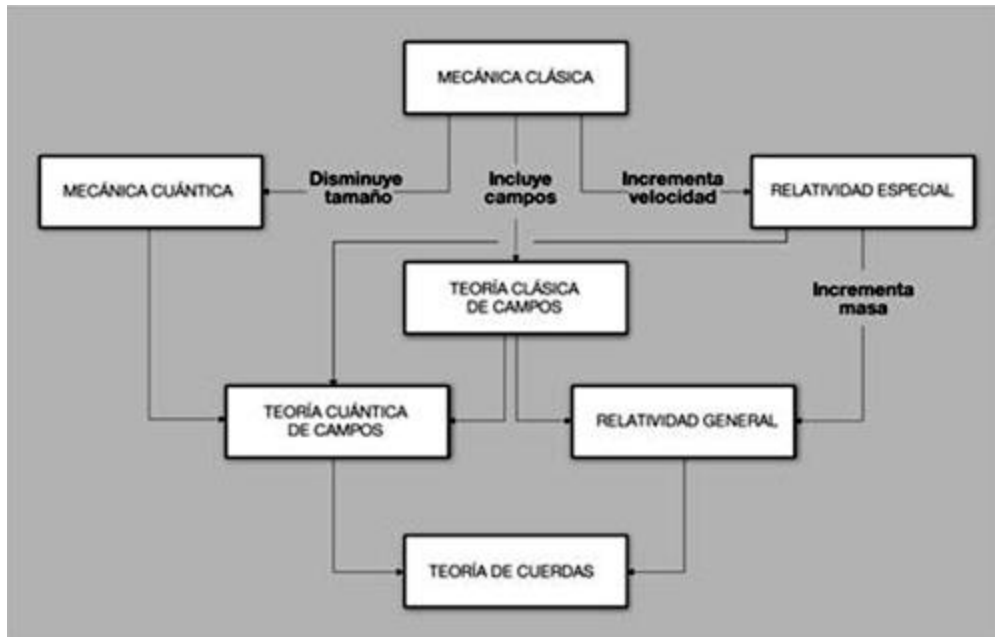 MECÁNICA CLÁSICA
MECÁNICA CUÁNTICA
Disminuye
tamaño
Incluye
campos
Incrementa
velocidad
RELATIVIDAD ESPECIAL
TEORÍA CLÁSICA
DE CAMPOS
Incrementa
masa
TEORÍA CUÁNTICA
DE CAMPOS
RELATIVIDAD GENERAL
TEORÍA DE CUERDAS